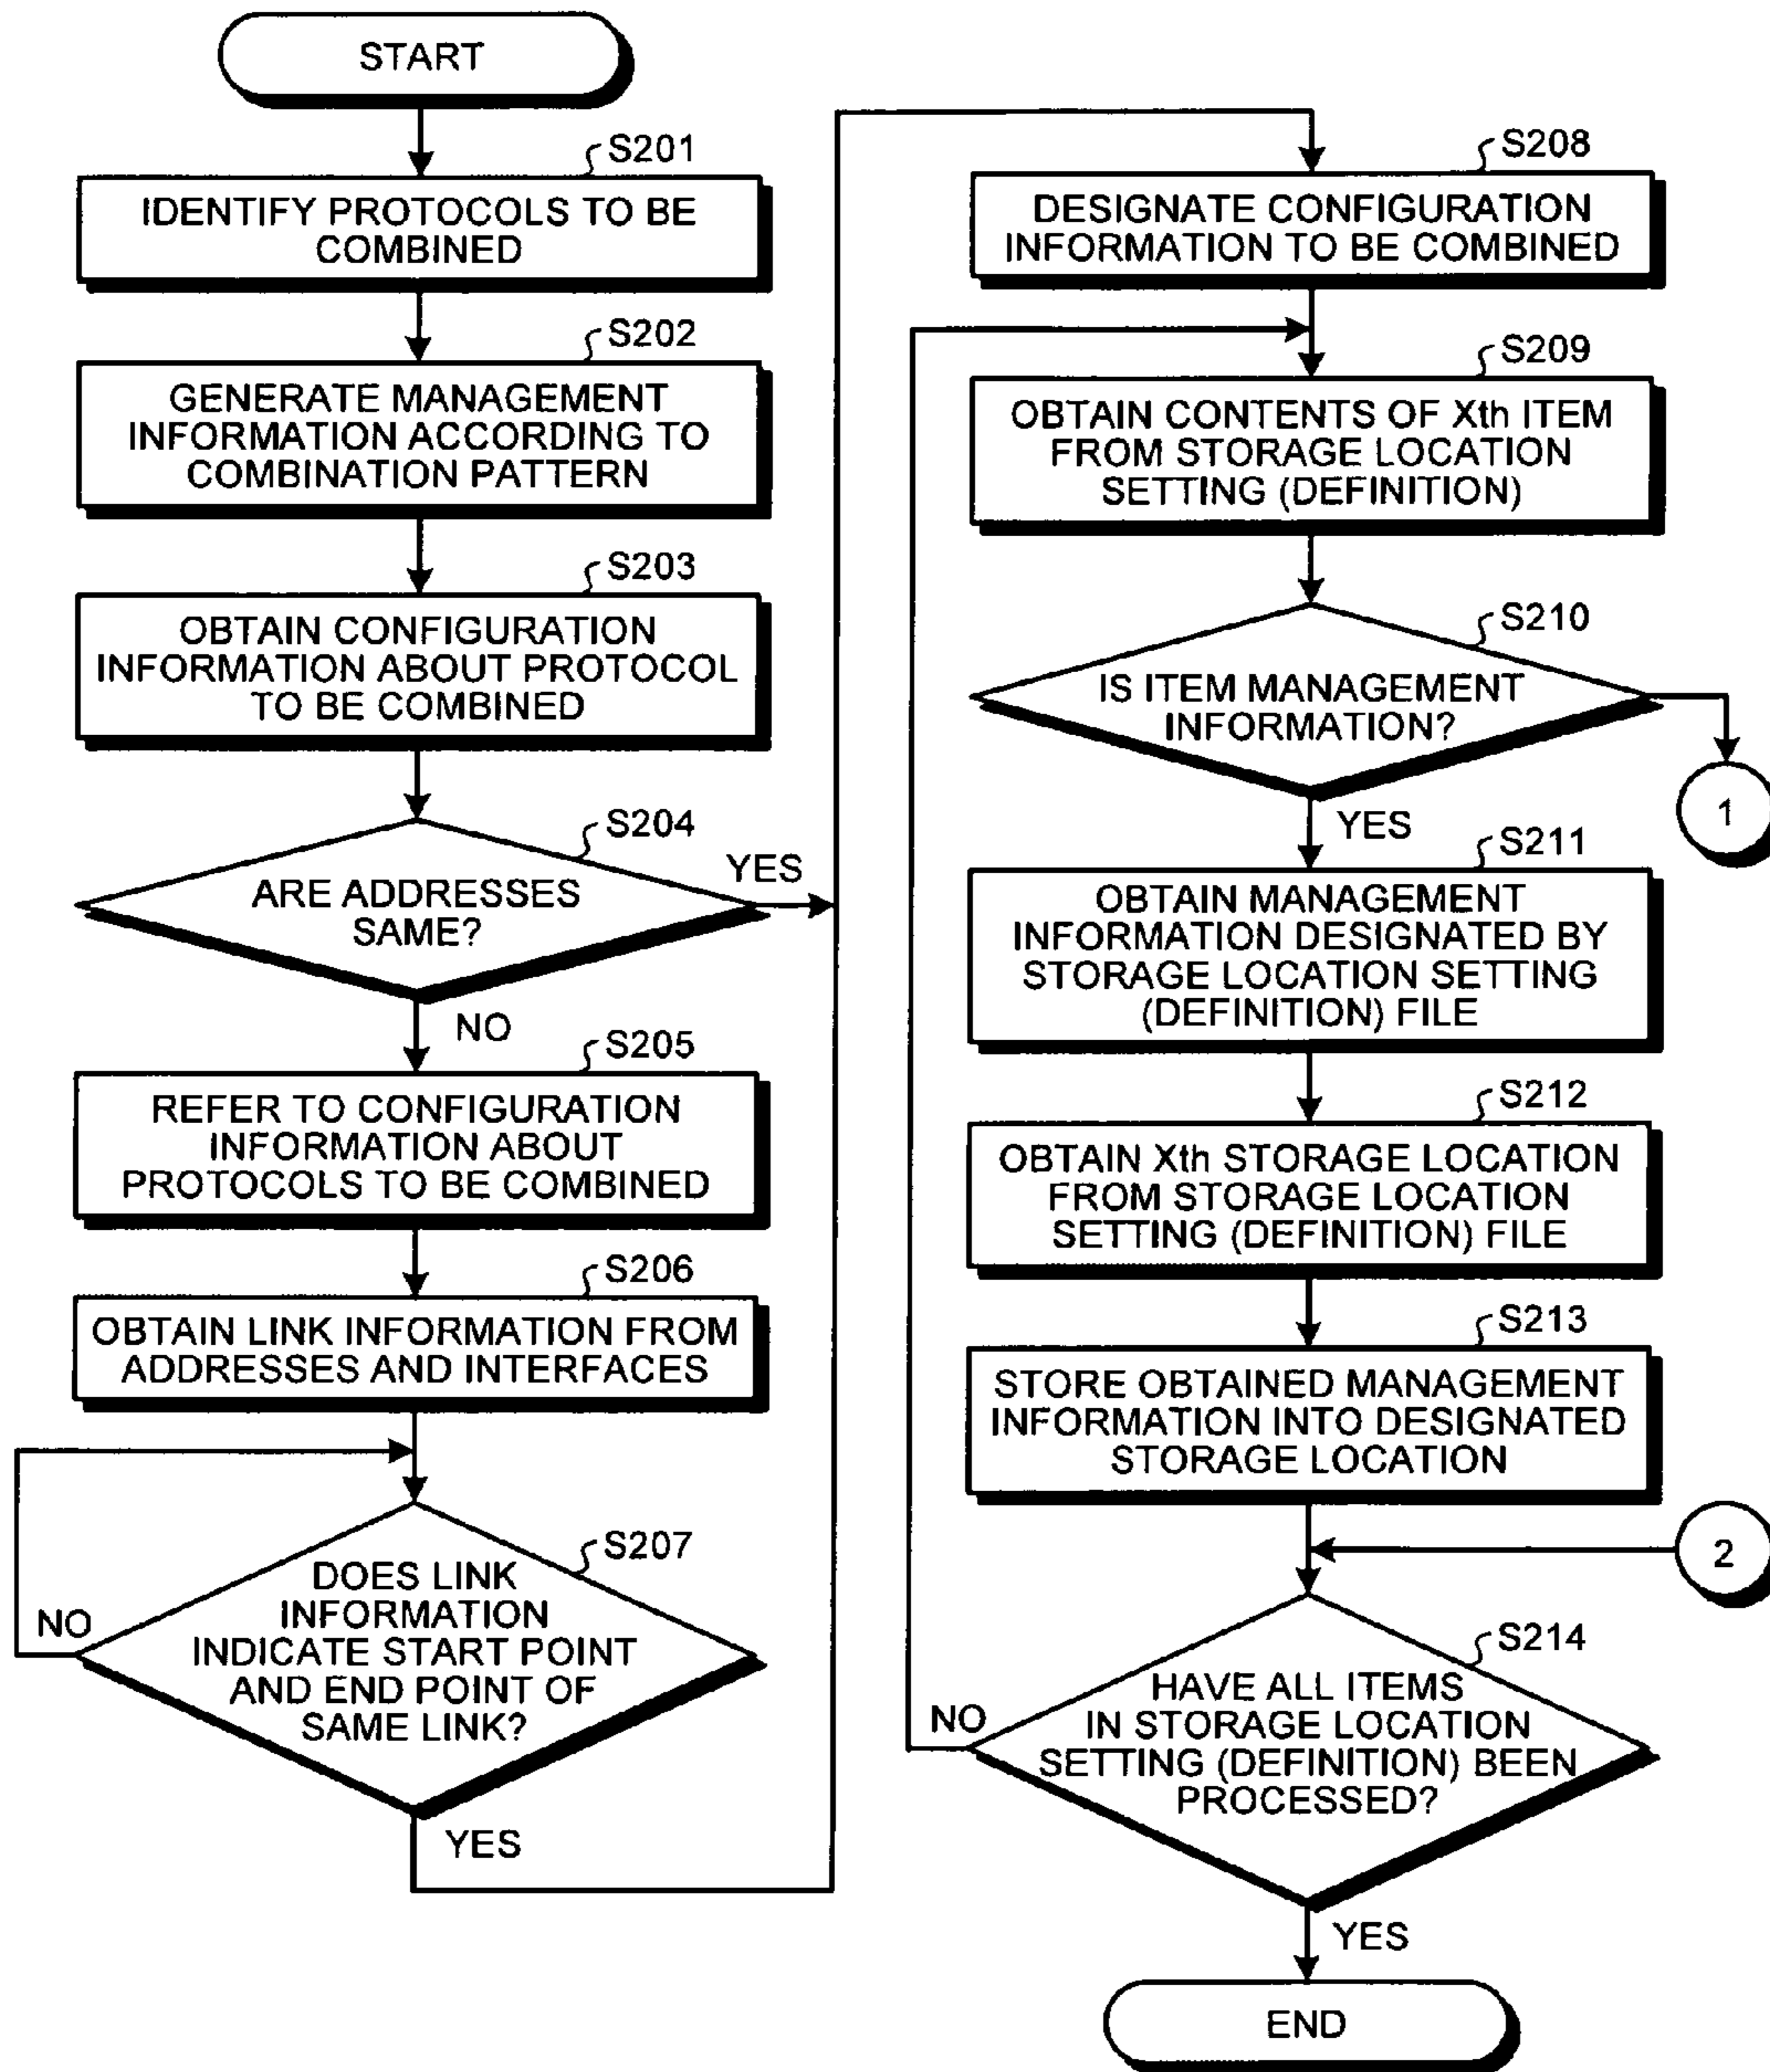 START
S201
IDENTIFY PROTOCOLS TO BE
COMBINED
S202
GENERATE MANAGEMENT
INFORMATION ACCORDING TO
COMBINATION PATTERN
S203
OBTAIN CONFIGURATION
INFORMATION ABOUT PROTOCOL
TO BE COMBINED
S204
ARE ADDRESSES
SAME?
YES
NO
S205
REFER TO CONFIGURATION
INFORMATION ABOUT
PROTOCOLS TO BE COMBINED
S206
OBTAIN LINK INFORMATION FROM
ADDRESSES AND INTERFACES
S207
DOES LINK
INFORMATION
INDICATE START POINT
AND END POINT OF
SAME LINK?
NO
YES
S208
DESIGNATE CONFIGURATION
INFORMATION TO BE COMBINED
S209
OBTAIN CONTENTS OF Xth ITEM
FROM STORAGE LOCATION
SETTING (DEFINITION)
S210
IS ITEM MANAGEMENT
INFORMATION?
1
YES
S211
OBTAIN MANAGEMENT
INFORMATION DESIGNATED BY
STORAGE LOCATION SETTING
(DEFINITION) FILE
S212
OBTAIN Xth STORAGE LOCATION
FROM STORAGE LOCATION
SETTING (DEFINITION) FILE
S213
STORE OBTAINED MANAGEMENT
INFORMATION INTO DESIGNATED
STORAGE LOCATION
2
S214
HAVE ALL ITEMS
IN STORAGE LOCATION
SETTING (DEFINITION) BEEN
PROCESSED?
NO
YES
END